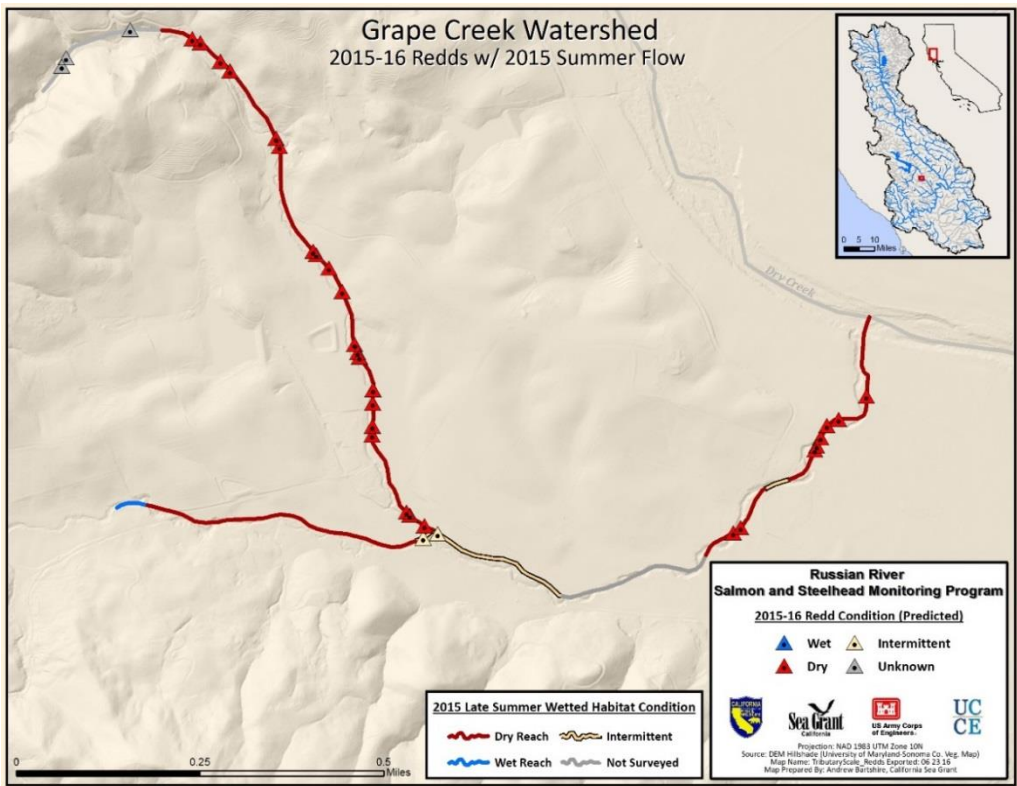 Grape Creek Watershed
2015-16 Redds w/ 2015 Summer Flow
0 5 10
Miles
Dry Creek
Russian River
Salmon and Steelhead Monitoring Program
2015-16 Redd Condition (Predicted)
Wet Intermittent
Dry Unknown
2015 Late Summer Wetted Habitat Condition
Dry Reach Intermittent
Wet Reach Not Surveyed
CALIFORNIA
Sea Grant
California
US Army Corps
of Engineers.
UC
CE
Projection: NAD 1983 UTM Zone 10N
Source: DEM Hillshade (University of Maryland-Sonoma Co. Veg. Map)
Map Name: TributaryScale_Redds Exported: 06 23 16
Map Prepared By: Andrew Bartshire, California Sea Grant
0 0.25 0.5
Miles